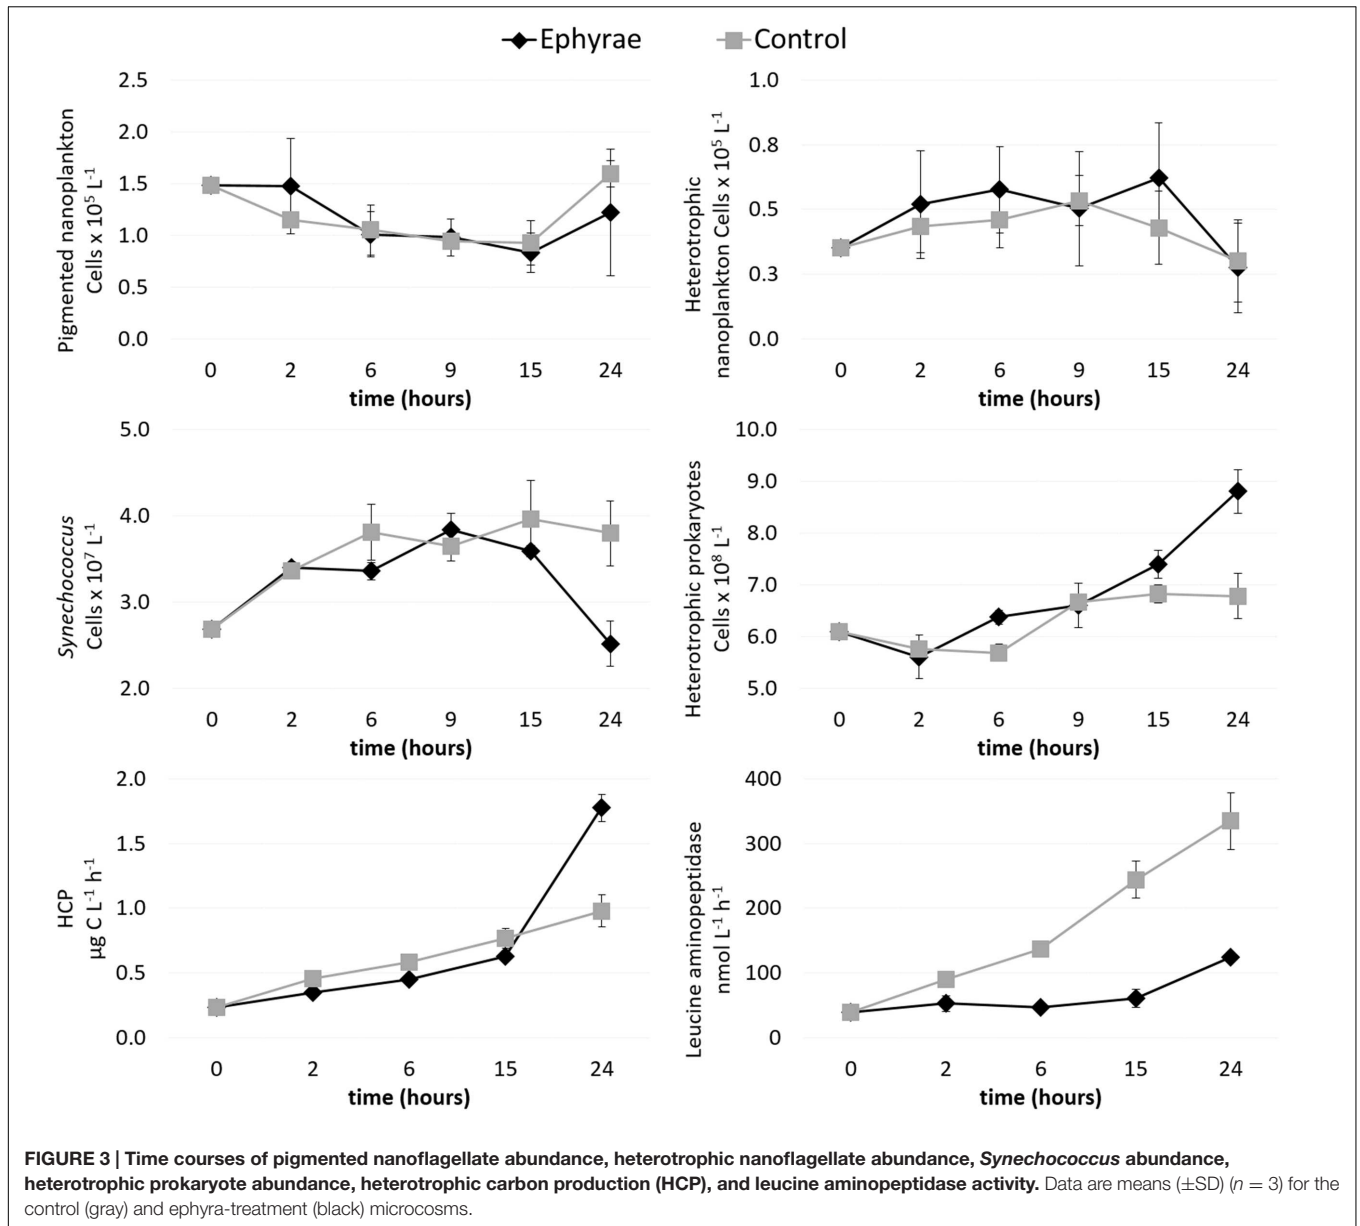 Ephyrae
Control
Pigmented nanoplankton
Cells x 10⁵ L⁻¹
2.5
2.0
1.5
1.0
0.5
0.0
0 2 6 9 15 24
time (hours)
Heterotrophic
nanoplankton Cells x 10⁵ L⁻¹
1.0
0.8
0.5
0.3
0.0
0 2 6 9 15 24
time (hours)
Synechococcus
Cells x 10⁷ L⁻¹
5.0
4.0
3.0
2.0
0 2 6 9 15 24
time (hours)
Heterotrophic prokaryotes
Cells x 10⁸ L⁻¹
10.0
9.0
8.0
7.0
6.0
5.0
0 2 6 9 15 24
time (hours)
HCP
µg C L⁻¹ h⁻¹
2.0
1.5
1.0
0.5
0.0
0 2 6 15 24
time (hours)
Leucine aminopeptidase
nmol L⁻¹ h⁻¹
400
300
200
100
0
0 2 6 15 24
time (hours)
FIGURE 3 | Time courses of pigmented nanoflagellate abundance, heterotrophic nanoflagellate abundance, Synechococcus abundance,
heterotrophic prokaryote abundance, heterotrophic carbon production (HCP), and leucine aminopeptidase activity. Data are means (±SD) (n = 3) for the
control (gray) and ephyra-treatment (black) microcosms.